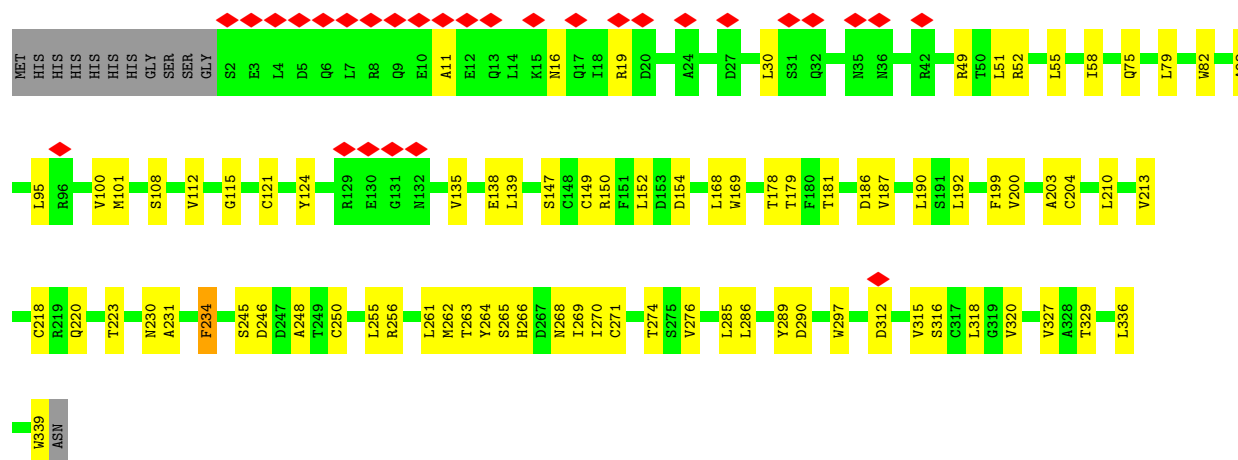 MET HIS HIS HIS HIS HIS HIS GLY SER SER GLY S2 E3 L4 D5 Q6 L7 R8 Q9 E10 A11 E12 Q13 L14 K15 N16 Q17 I18 R19 D20 A24 D27 L30 S31 Q32 N35 N36 R42 R49 T50 L51 R52 L55 I58 Q75 L79 W82
L95 R96 V100 M101 S108 V112 G115 C121 Y124 R129 E130 G131 N132 V135 E138 L139 S147 C148 C149 R150 F151 L152 D153 D154 L168 W169 T178 T179 F180 T181 D186 V187 L190 S191 L192 F199 V200 A203 C204 L210 V213
C218 R219 Q220 T223 N230 A231 F234 S245 D246 D247 A248 T249 C250 L255 R256 L261 M262 T263 Y264 S265 H266 D267 N268 I269 I270 C271 T274 S275 V276 L285 L286 Y289 D290 W297 D312 V315 S316 C317 L318 G319 V320 V327 A328 T329 L336
W339 ASN